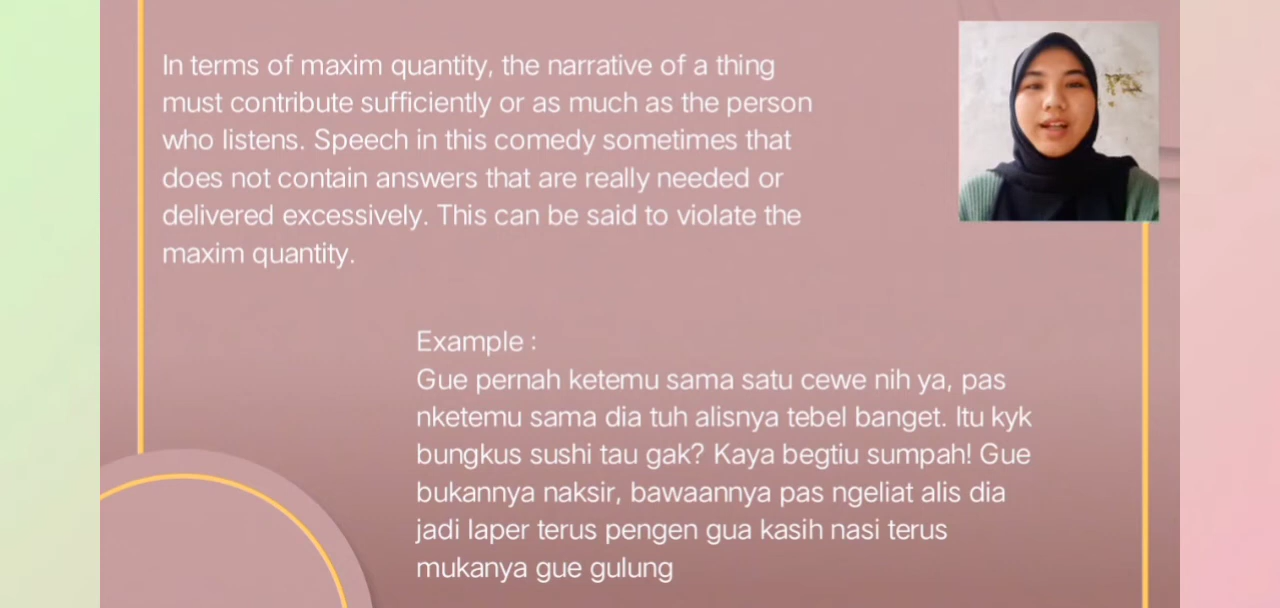 In terms of maxim quantity, the narrative of a thing
must contribute sufficiently or as much as the person
who listens. Speech in this comedy sometimes that
does not contain answers that are really needed or
delivered excessively. This can be said to violate the
maxim quantity.
Example :
Gue pernah ketemu sama satu cewe nih ya, pas
nketemu sama dia tuh alisnya tebel banget. Itu kyk
bungkus sushi tau gak? Kaya begtiu sumpah! Gue
bukannya naksir, bawaannya pas ngeliat alis dia
jadi laper terus pengen gua kasih nasi terus
mukanya gue gulung